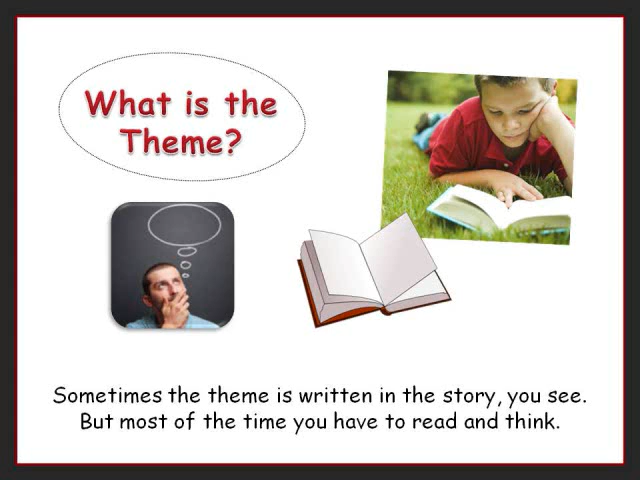 What is the
Theme?
Sometimes the theme is written in the story, you see.
But most of the time you have to read and think.